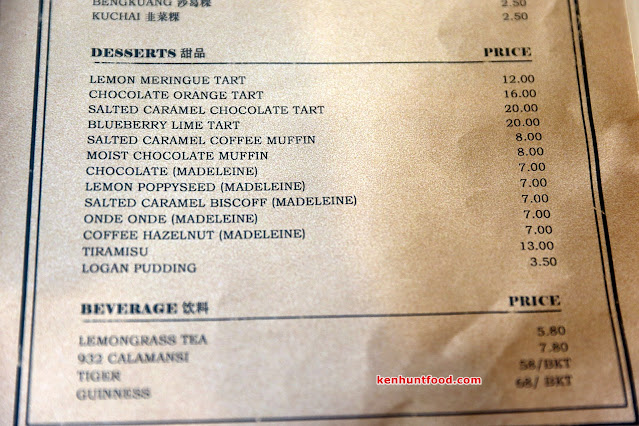 BENGKUANG 沙葛粿 2.50
KUCHAI 韭菜粿 2.50
DESSERTS 甜品 PRICE
LEMON MERINGUE TART 12.00
CHOCOLATE ORANGE TART 16.00
SALTED CARAMEL CHOCOLATE TART 20.00
BLUEBERRY LIME TART 20.00
SALTED CARAMEL COFFEE MUFFIN 8.00
MOIST CHOCOLATE MUFFIN 8.00
CHOCOLATE (MADELEINE) 7.00
LEMON POPPYSEED (MADELEINE) 7.00
SALTED CARAMEL BISCOFF (MADELEINE) 7.00
ONDE ONDE (MADELEINE) 7.00
COFFEE HAZELNUT (MADELEINE) 7.00
TIRAMISU 13.00
LOGAN PUDDING 3.50
BEVERAGE 饮料 PRICE
LEMONGRASS TEA 5.80
932 CALAMANSI 7.80
TIGER 58/BKT
GUINNESS 68/ BKT
kenhuntfood.com